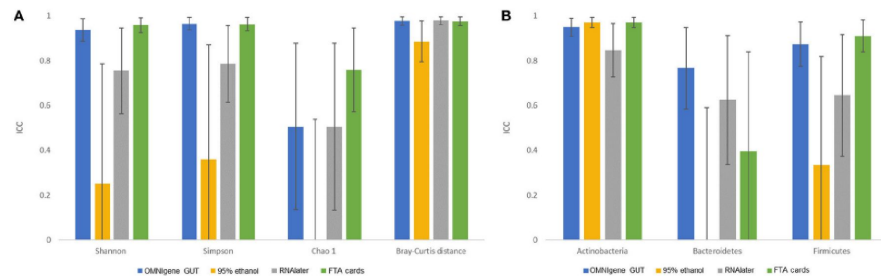 A
1
0.8
0.6
0.4
0.2
0
ICC
Shannon Simpson Chao 1 Bray-Curtis distance
OMNIgene GUT 95% ethanol RNAlater FTA cards
B
1
0.8
0.6
0.4
0.2
0
ICC
Actinobacteria Bacteroidetes Firmicutes
OMNIgene GUT 95% ethanol RNAlater FTA cards